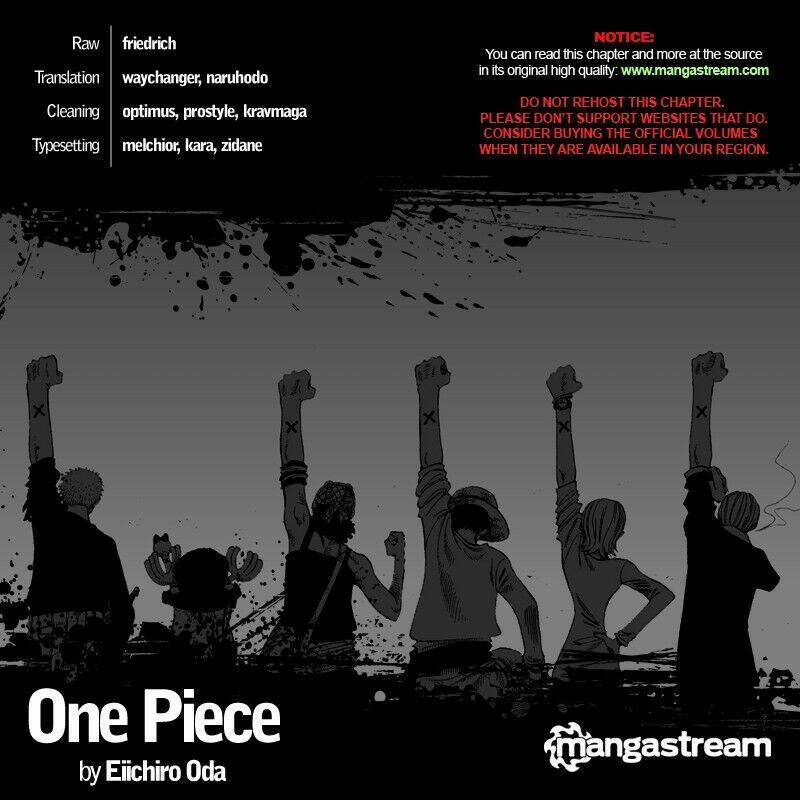 Raw friedrich
Translation waychanger, naruhodo
Cleaning optimus, prostyle, kravmaga
Typesetting melchior, kara, zidane
NOTICE:
You can read this chapter and more at the source
in its original high quality: www.mangastream.com
DO NOT REHOST THIS CHAPTER.
PLEASE DON'T SUPPORT WEBSITES THAT DO.
CONSIDER BUYING THE OFFICIAL VOLUMES
WHEN THEY ARE AVAILABLE IN YOUR REGION.
One Piece
by Eiichiro Oda
mangastream